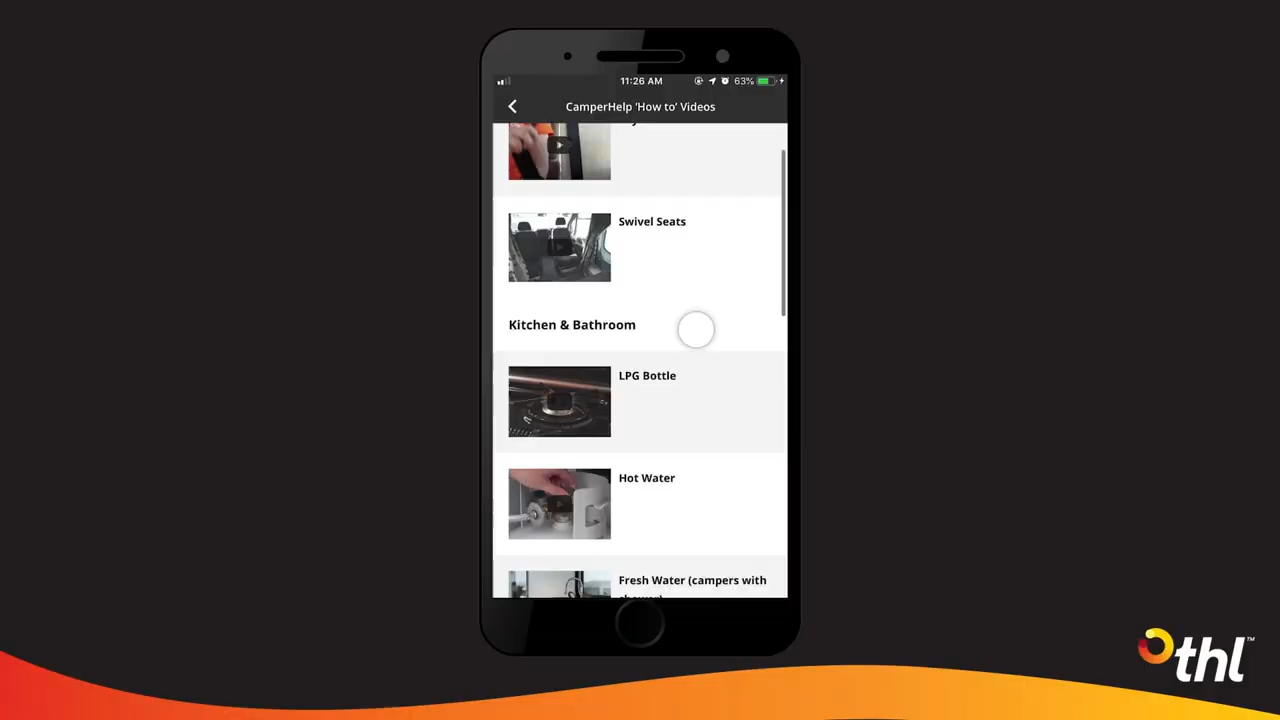 11:26 AM
63%
CamperHelp 'How to' Videos
Swivel Seats
Kitchen & Bathroom
LPG Bottle
Hot Water
Fresh Water (campers with
thl™